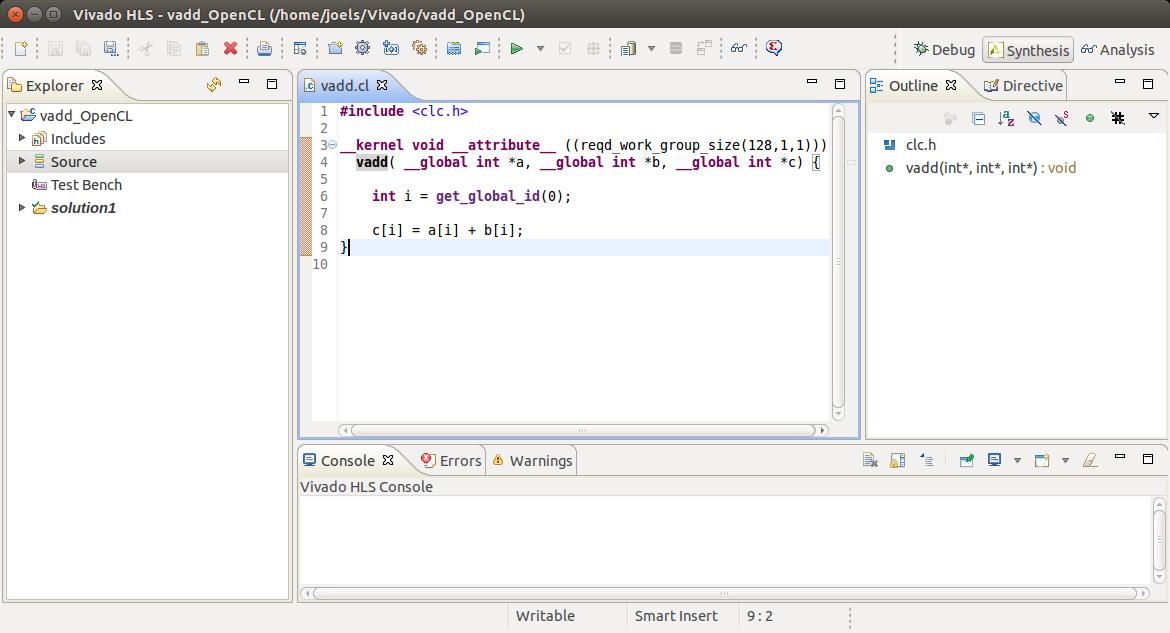 Vivado HLS - vadd_OpenCL (/home/joels/Vivado/vadd_OpenCL)
Debug Synthesis Analysis
Explorer
vadd_OpenCL
Includes
Source
Test Bench
solution1
vadd.cl
1 #include <clc.h>
2
3 __kernel void __attribute__ ((reqd_work_group_size(128,1,1)))
4 vadd( __global int *a, __global int *b, __global int *c) {
5
6 int i = get_global_id(0);
7
8 c[i] = a[i] + b[i];
9 }
10
Outline Directive
clc.h
vadd(int*, int*, int*) : void
Console Errors Warnings
Vivado HLS Console
Writable Smart Insert 9 : 2